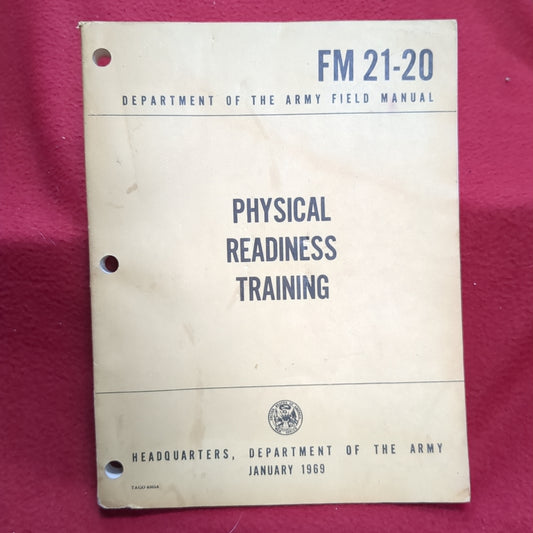 FM 21-20
DEPARTMENT OF THE ARMY FIELD MANUAL
PHYSICAL
READINESS
TRAINING
HEADQUARTERS, DEPARTMENT OF THE ARMY
JANUARY 1969